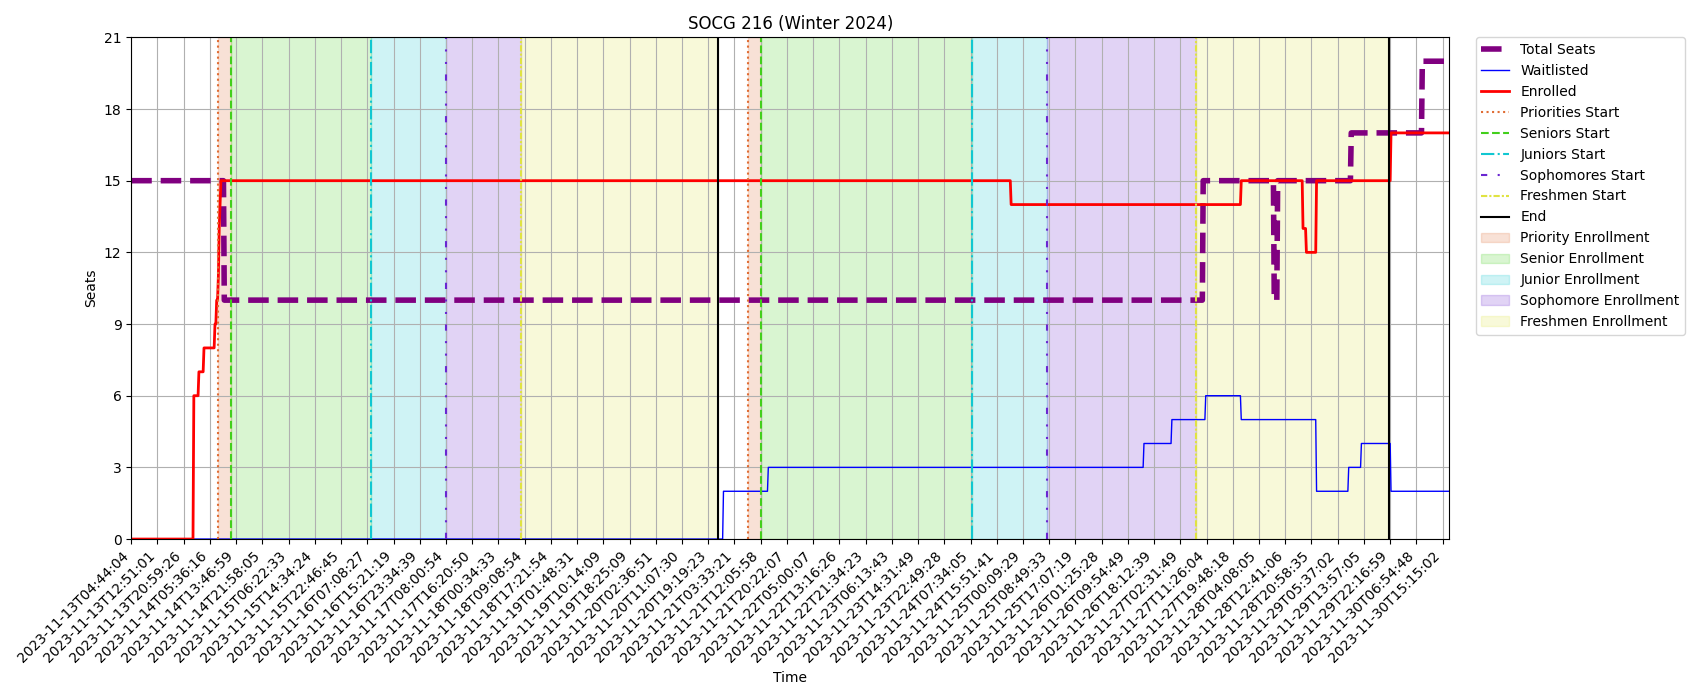 SOCG 216 (Winter 2024)
21
18
15
12
9
6
3
0
Seats
2023-11-13T04:44:04
2023-11-13T12:51:01
2023-11-13T20:59:26
2023-11-14T05:36:16
2023-11-14T13:46:59
2023-11-14T21:58:05
2023-11-15T06:22:33
2023-11-15T14:34:24
2023-11-15T22:46:45
2023-11-16T07:08:27
2023-11-16T15:21:19
2023-11-16T23:34:39
2023-11-17T08:00:54
2023-11-17T16:20:50
2023-11-18T00:34:33
2023-11-18T09:08:54
2023-11-18T17:21:54
2023-11-19T01:48:31
2023-11-19T10:14:09
2023-11-19T18:25:09
2023-11-20T02:36:51
2023-11-20T11:07:30
2023-11-20T19:19:23
2023-11-21T03:33:21
2023-11-21T12:05:58
2023-11-21T20:22:07
2023-11-22T05:00:07
2023-11-22T13:16:26
2023-11-22T21:34:23
2023-11-23T06:13:43
2023-11-23T14:31:49
2023-11-23T22:49:28
2023-11-24T07:34:05
2023-11-24T15:51:41
2023-11-25T00:09:29
2023-11-25T08:49:33
2023-11-25T17:07:19
2023-11-26T01:25:28
2023-11-26T09:54:49
2023-11-26T18:12:39
2023-11-27T02:31:49
2023-11-27T11:26:04
2023-11-27T19:48:18
2023-11-28T04:08:05
2023-11-28T12:41:06
2023-11-28T20:58:35
2023-11-29T05:37:02
2023-11-29T13:57:05
2023-11-29T22:16:59
2023-11-30T06:54:48
2023-11-30T15:15:02
Time
Total Seats
Waitlisted
Enrolled
Priorities Start
Seniors Start
Juniors Start
Sophomores Start
Freshmen Start
End
Priority Enrollment
Senior Enrollment
Junior Enrollment
Sophomore Enrollment
Freshmen Enrollment